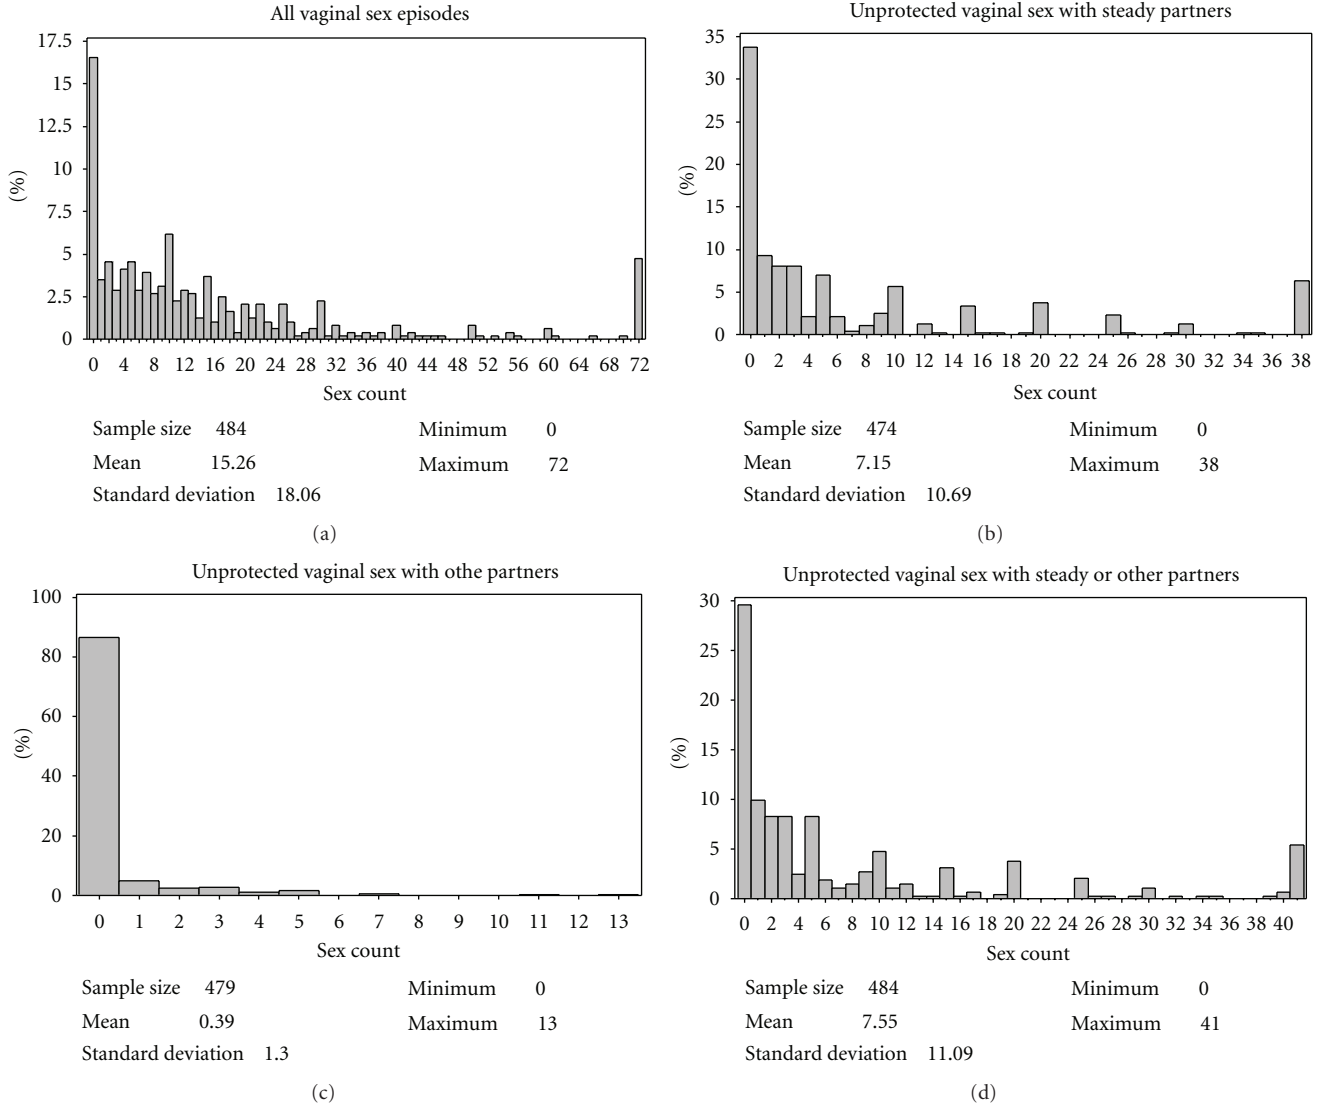 All vaginal sex episodes
17.5
15
12.5
10
7.5
5
2.5
0
(%)
0 4 8 12 16 20 24 28 32 36 40 44 48 52 56 60 64 68 72
Sex count
Sample size 484
Minimum 0
Mean 15.26
Maximum 72
Standard deviation 18.06
(a)
Unprotected vaginal sex with steady partners
35
30
25
20
15
10
5
0
(%)
0 2 4 6 8 10 12 14 16 18 20 22 24 26 28 30 32 34 36 38
Sex count
Sample size 474
Minimum 0
Mean 7.15
Maximum 38
Standard deviation 10.69
(b)
Unprotected vaginal sex with othe partners
100
80
60
40
20
0
(%)
0 1 2 3 4 5 6 7 8 9 10 11 12 13
Sex count
Sample size 479
Minimum 0
Mean 0.39
Maximum 13
Standard deviation 1.3
(c)
Unprotected vaginal sex with steady or other partners
30
25
20
15
10
5
0
(%)
0 2 4 6 8 10 12 14 16 18 20 22 24 26 28 30 32 34 36 38 40
Sex count
Sample size 484
Minimum 0
Mean 7.55
Maximum 41
Standard deviation 11.09
(d)